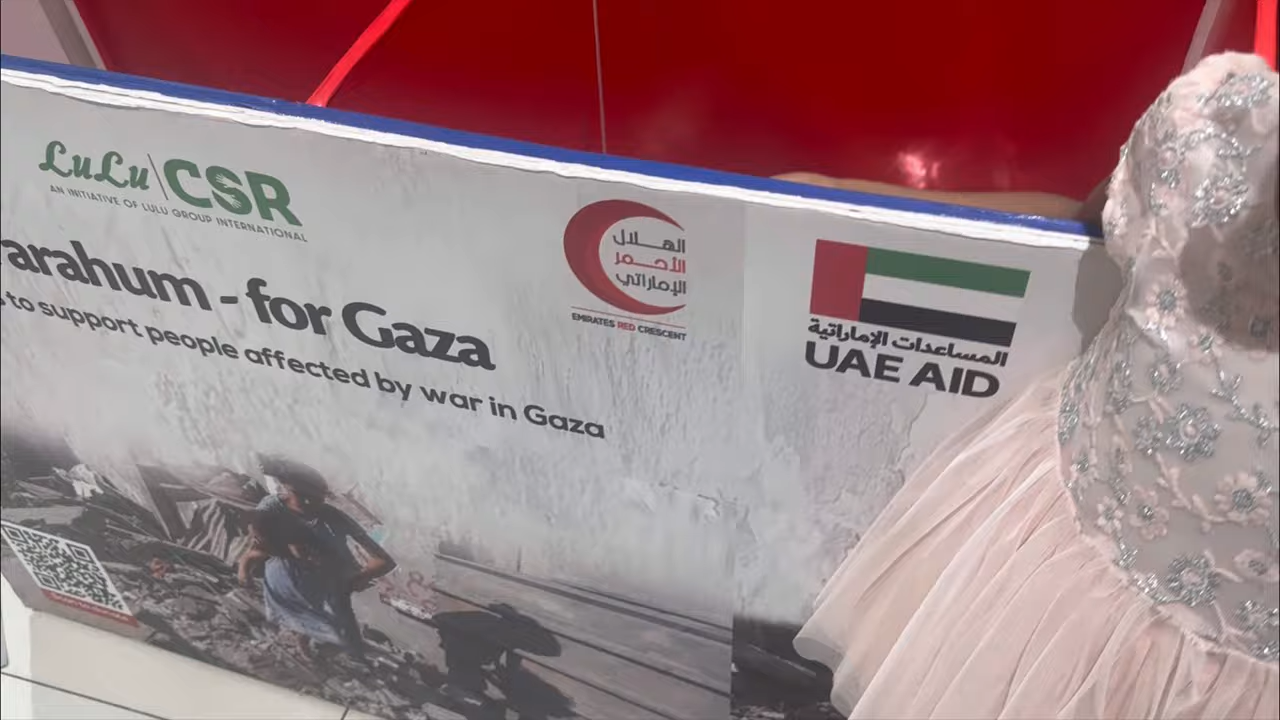 LuLu CSR
AN INITIATIVE OF LULU GROUP INTERNATIONAL
arahum - for Gaza
to support people affected by war in Gaza
الهلال
الأحمر
الإماراتي
EMIRATES RED CRESCENT
المساعدات الإماراتية
UAE AID